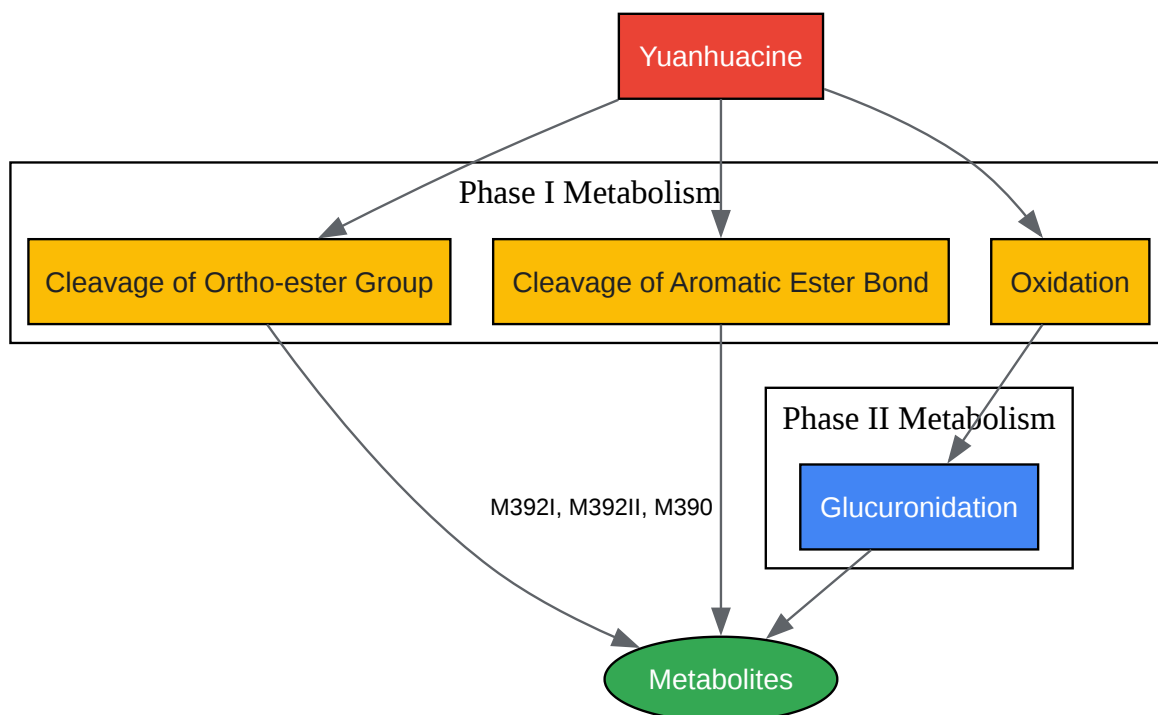 Yuanhuacine
Phase I Metabolism
Cleavage of Ortho-ester Group
Cleavage of Aromatic Ester Bond
Oxidation
Phase II Metabolism
M392I, M392II, M390
Glucuronidation
Metabolites